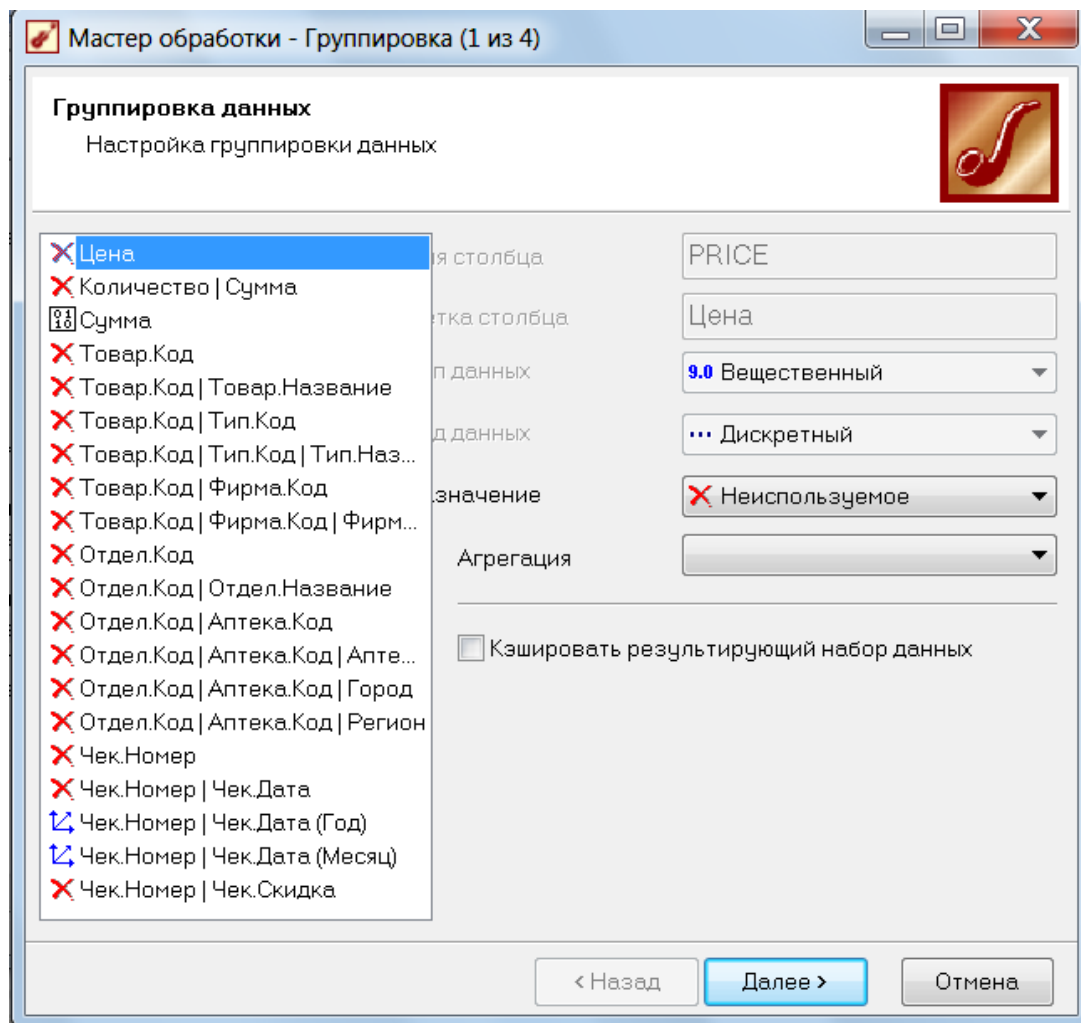 Мастер обработки - Группировка (1 из 4)
Группировка данных
Настройка группировки данных
Цена
Количество | Сумма
Сумма
Товар.Код
Товар.Код | Товар.Название
Товар.Код | Тип.Код
Товар.Код | Тип.Код | Тип.Наз...
Товар.Код | Фирма.Код
Товар.Код | Фирма.Код | Фирм...
Отдел.Код
Отдел.Код | Отдел.Название
Отдел.Код | Аптека.Код
Отдел.Код | Аптека.Код | Апте...
Отдел.Код | Аптека.Код | Город
Отдел.Код | Аптека.Код | Регион
Чек.Номер
Чек.Номер | Чек.Дата
Чек.Номер | Чек.Дата (Год)
Чек.Номер | Чек.Дата (Месяц)
Чек.Номер | Чек.Скидка
я столбца
PRICE
тка столбца
Цена
п данных
9.0 Вещественный
д данных
Дискретный
значение
Неиспользуемое
Агрегация
Кэшировать результирующий набор данных
< Назад
Далее >
Отмена